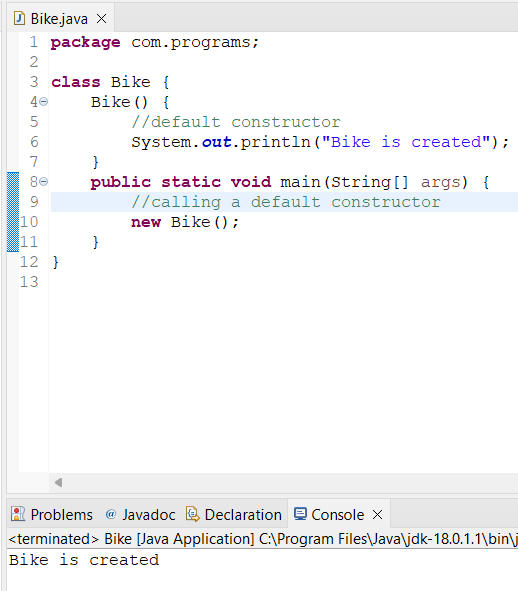 Bike.java
1 package com.programs;
2
3 class Bike {
4 Bike() {
5 //default constructor
6 System.out.println("Bike is created");
7 }
8 public static void main(String[] args) {
9 //calling a default constructor
10 new Bike();
11 }
12 }
13
Problems @ Javadoc Declaration Console
<terminated> Bike [Java Application] C:\Program Files\Java\jdk-18.0.1.1\bin\j
Bike is created